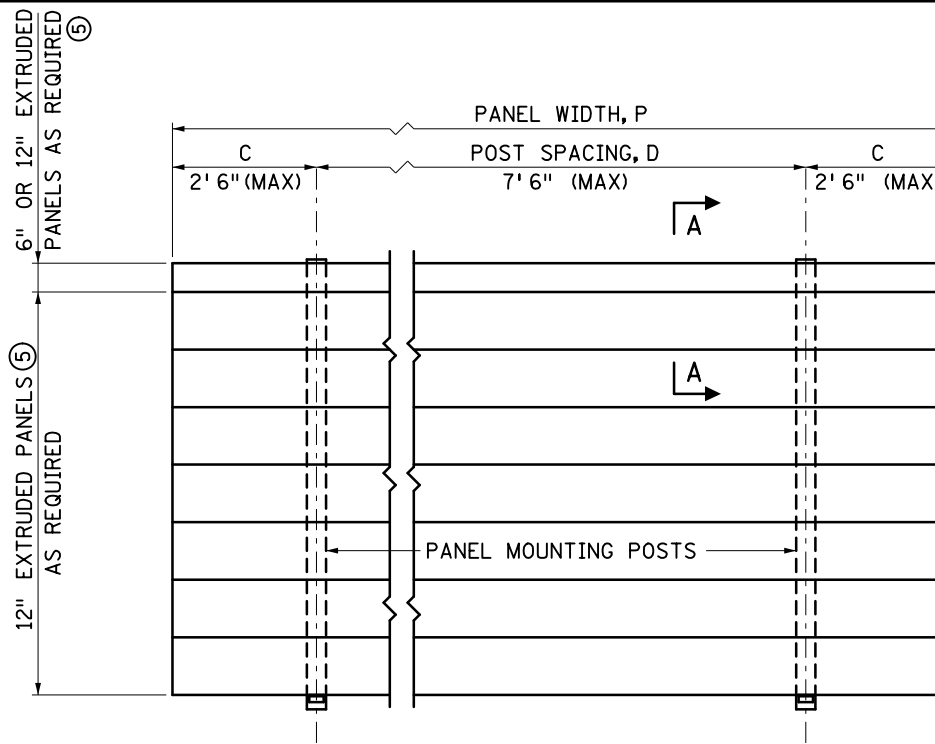 6" OR 12" EXTRUDED
PANELS AS REQUIRED ⑤
PANEL WIDTH, P
C
2'6"(MAX)
POST SPACING, D
7'6" (MAX)
C
2'6" (MAX
A
A
12" EXTRUDED PANELS ⑤
AS REQUIRED
PANEL MOUNTING POSTS